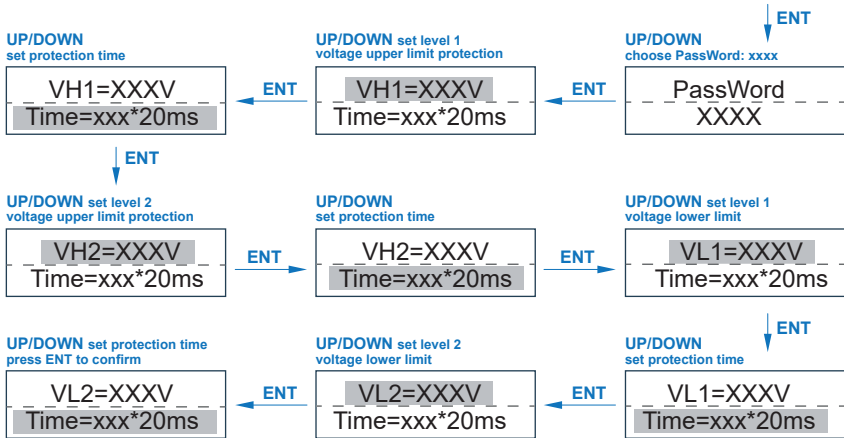 ENT
UP/DOWN
choose PassWord: xxxx
PassWord
XXXX
ENT
UP/DOWN set level 1
voltage upper limit protection
VH1=XXXV
Time=xxx*20ms
ENT
UP/DOWN
set protection time
VH1=XXXV
Time=xxx*20ms
ENT
UP/DOWN set level 2
voltage upper limit protection
VH2=XXXV
Time=xxx*20ms
ENT
UP/DOWN
set protection time
VH2=XXXV
Time=xxx*20ms
ENT
UP/DOWN set level 1
voltage lower limit
VL1=XXXV
Time=xxx*20ms
ENT
UP/DOWN
set protection time
VL1=XXXV
Time=xxx*20ms
ENT
UP/DOWN set level 2
voltage lower limit
VL2=XXXV
Time=xxx*20ms
ENT
UP/DOWN set protection time
press ENT to confirm
VL2=XXXV
Time=xxx*20ms